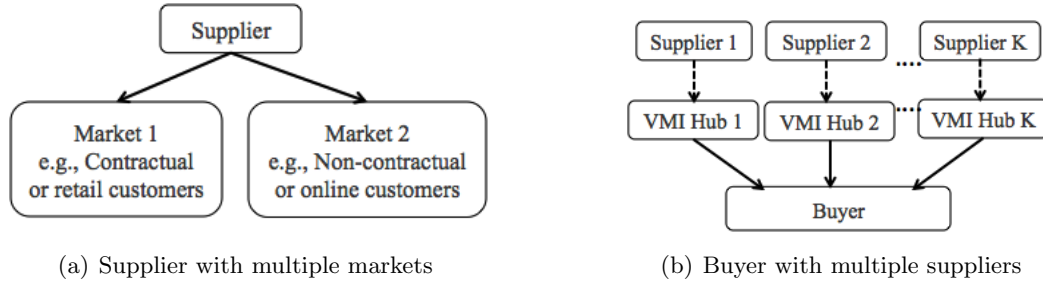 Supplier
Market 1
e.g., Contractual
or retail customers
Market 2
e.g., Non-contractual
or online customers
(a) Supplier with multiple markets
Supplier 1
Supplier 2
....
Supplier K
VMI Hub 1
VMI Hub 2
....
VMI Hub K
Buyer
(b) Buyer with multiple suppliers